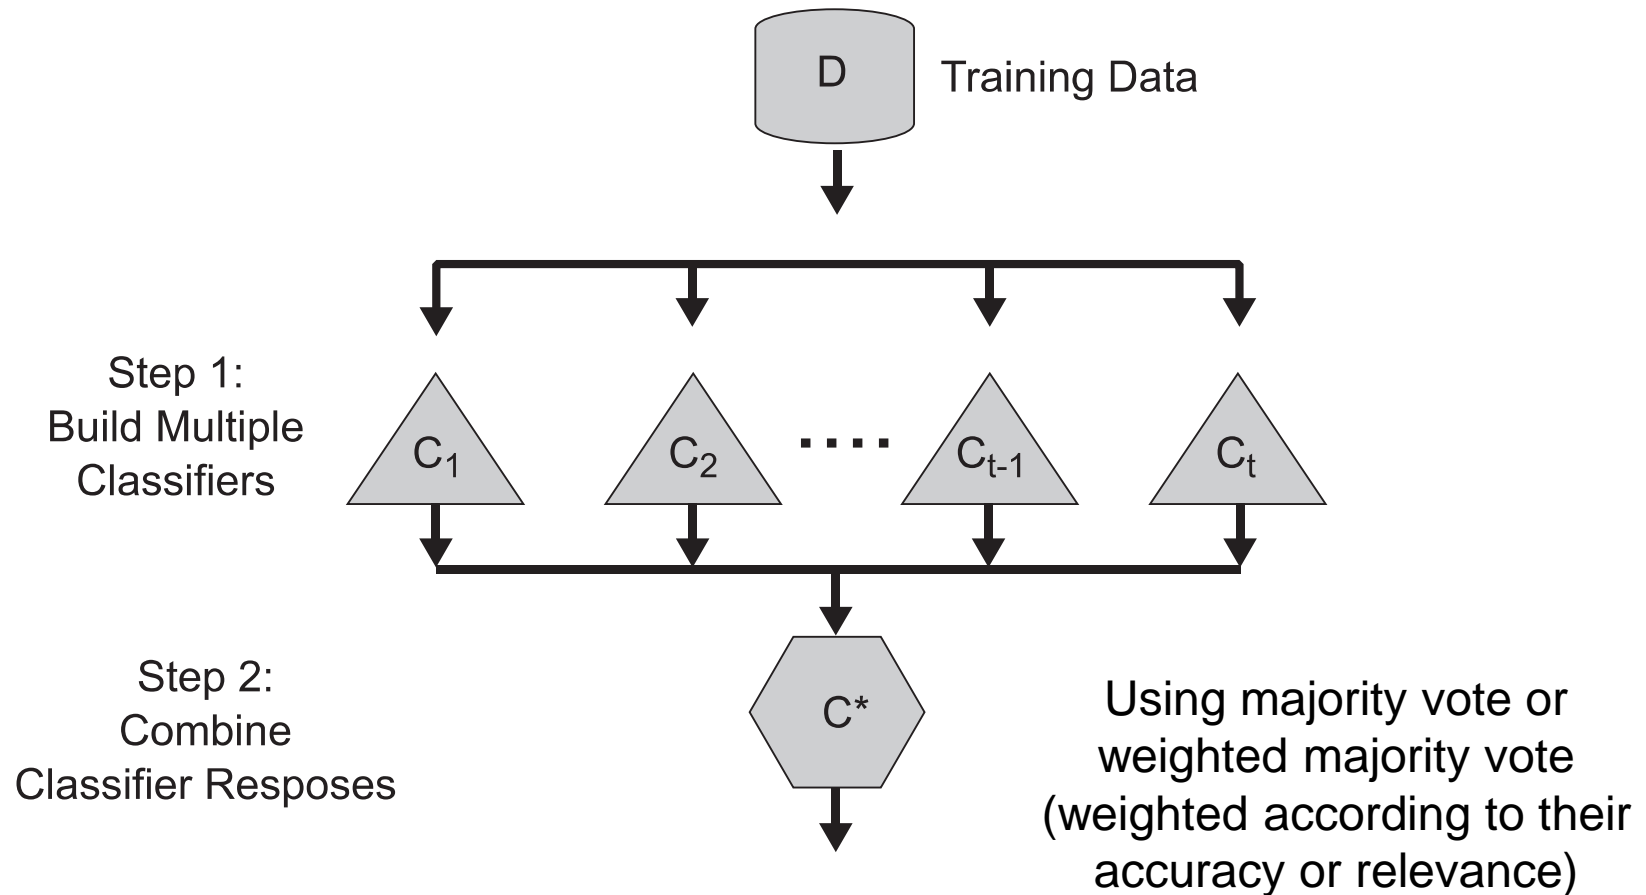 D
Training Data
Step 1:
Build Multiple
Classifiers
C1
C2
....
Ct-1
Ct
Step 2:
Combine
Classifier Resposes
C*
Using majority vote or
weighted majority vote
(weighted according to their
accuracy or relevance)